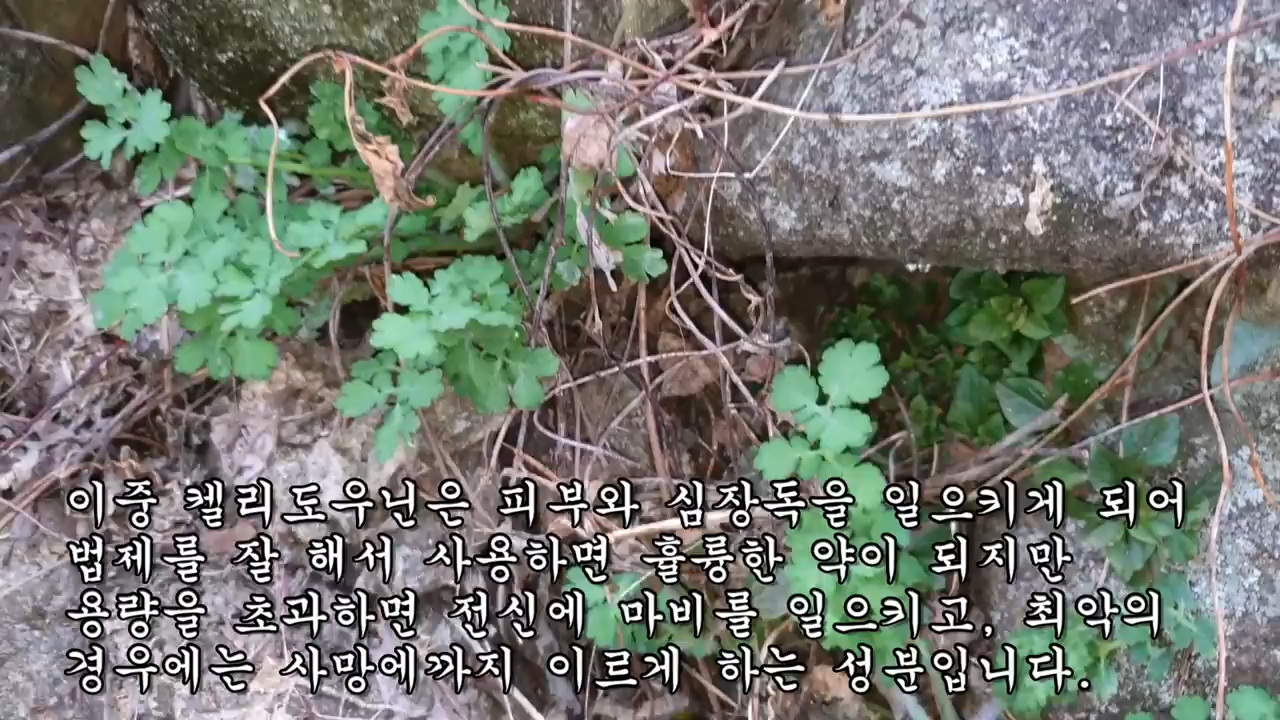 이중 켈리도우닌은 피부와 심장독을 일으키게 되어
법제를 잘 해서 사용하면 훌륭한 약이 되지만
용량을 초과하면 전신에 마비를 일으키고, 최악의
경우에는 사망에까지 이르게 하는 성분입니다.